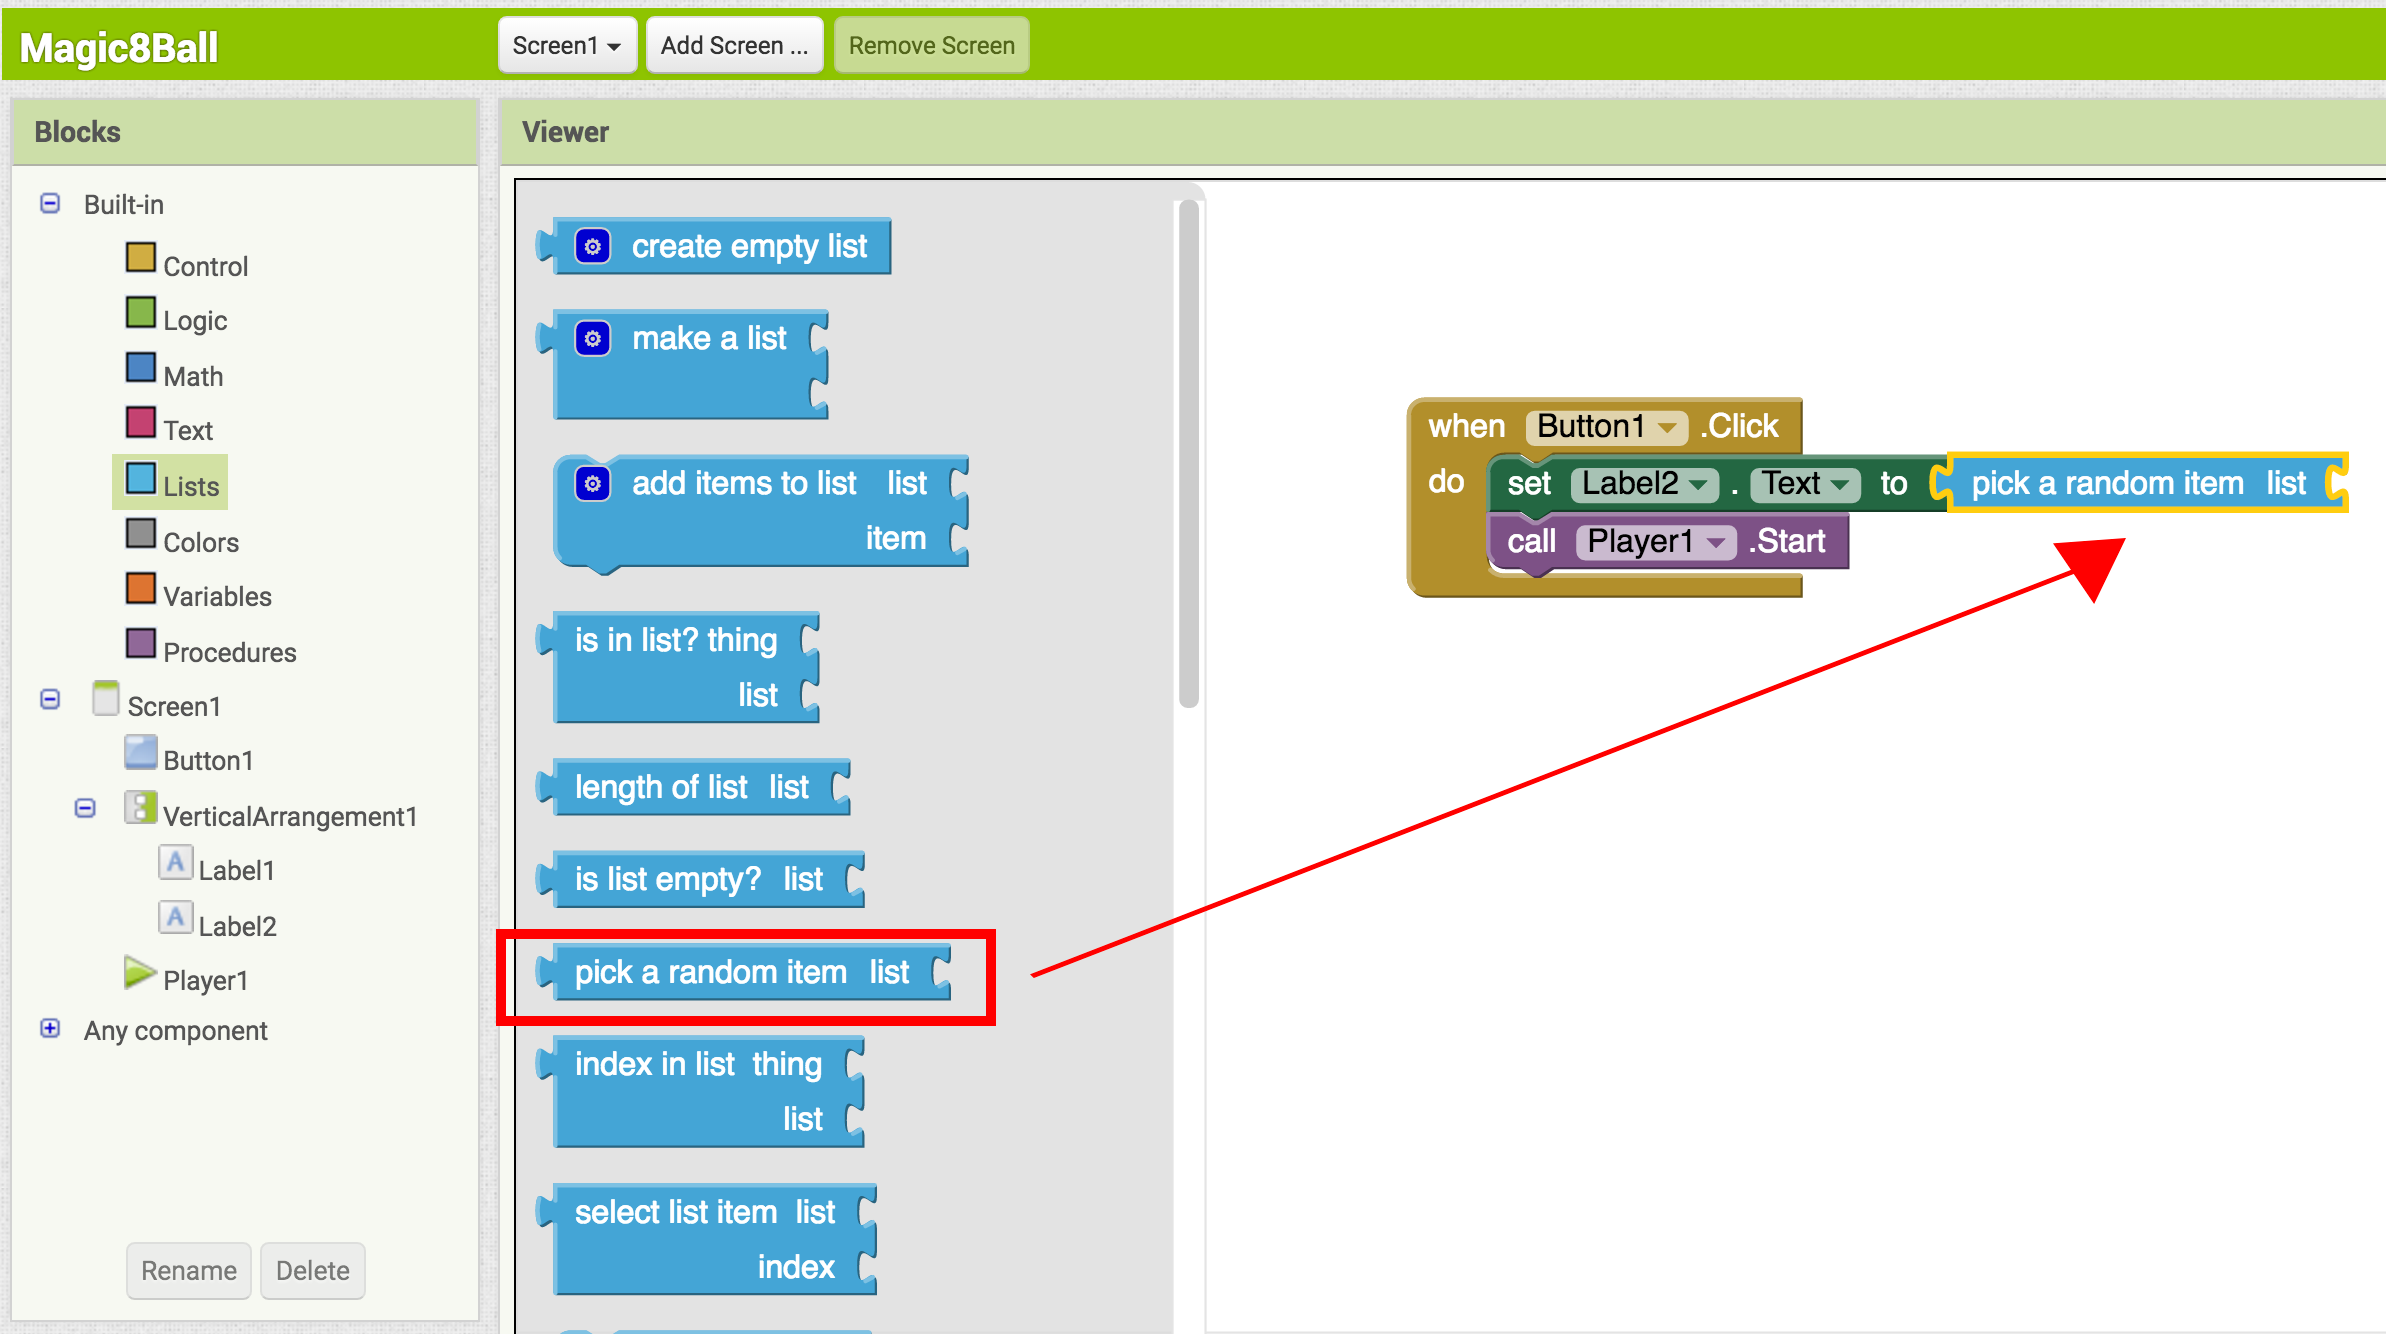 Magic8Ball
Screen1
Add Screen ...
Remove Screen
Blocks
Built-in
Control
Logic
Math
Text
Lists
Colors
Variables
Procedures
Screen1
Button1
VerticalArrangement1
A Label1
A Label2
Player1
Any component
Rename
Delete
Viewer
create empty list
make a list
add items to list list
item
is in list? thing
list
length of list list
is list empty? list
pick a random item list
index in list thing
list
select list item list
index
when Button1 .Click
do set Label2 . Text to pick a random item list
call Player1 .Start